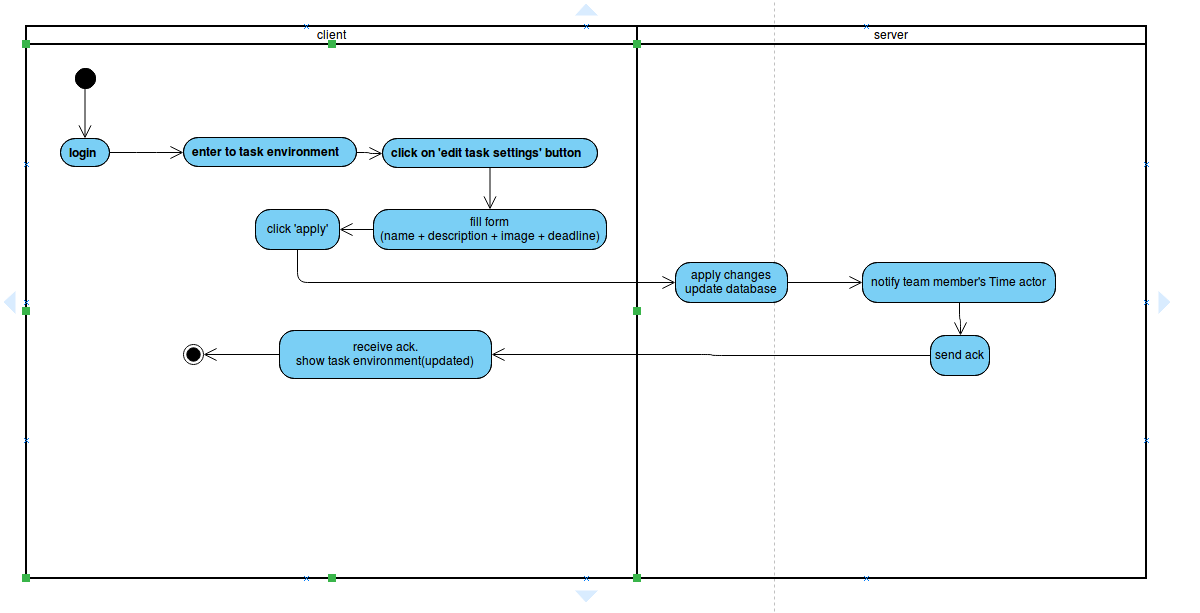 client
server
login
enter to task environment
click on 'edit task settings' button
fill form
(name + description + image + deadline)
click 'apply'
apply changes
update database
notify team member's Time actor
send ack
receive ack.
show task environment(updated)